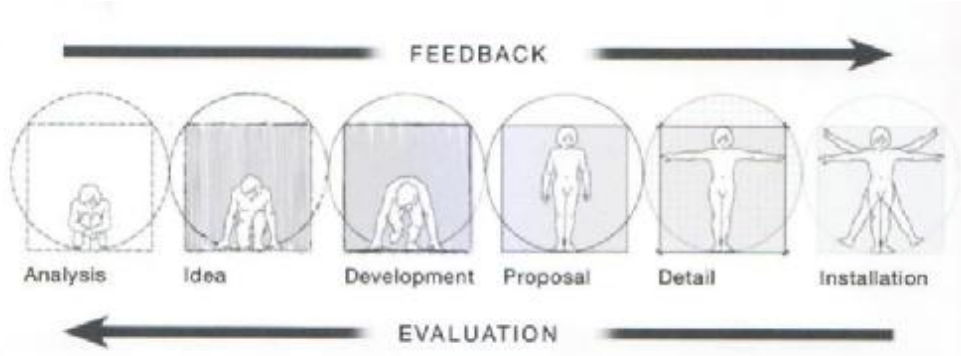 FEEDBACK
Analysis Idea Development Proposal Detail Installation
EVALUATION